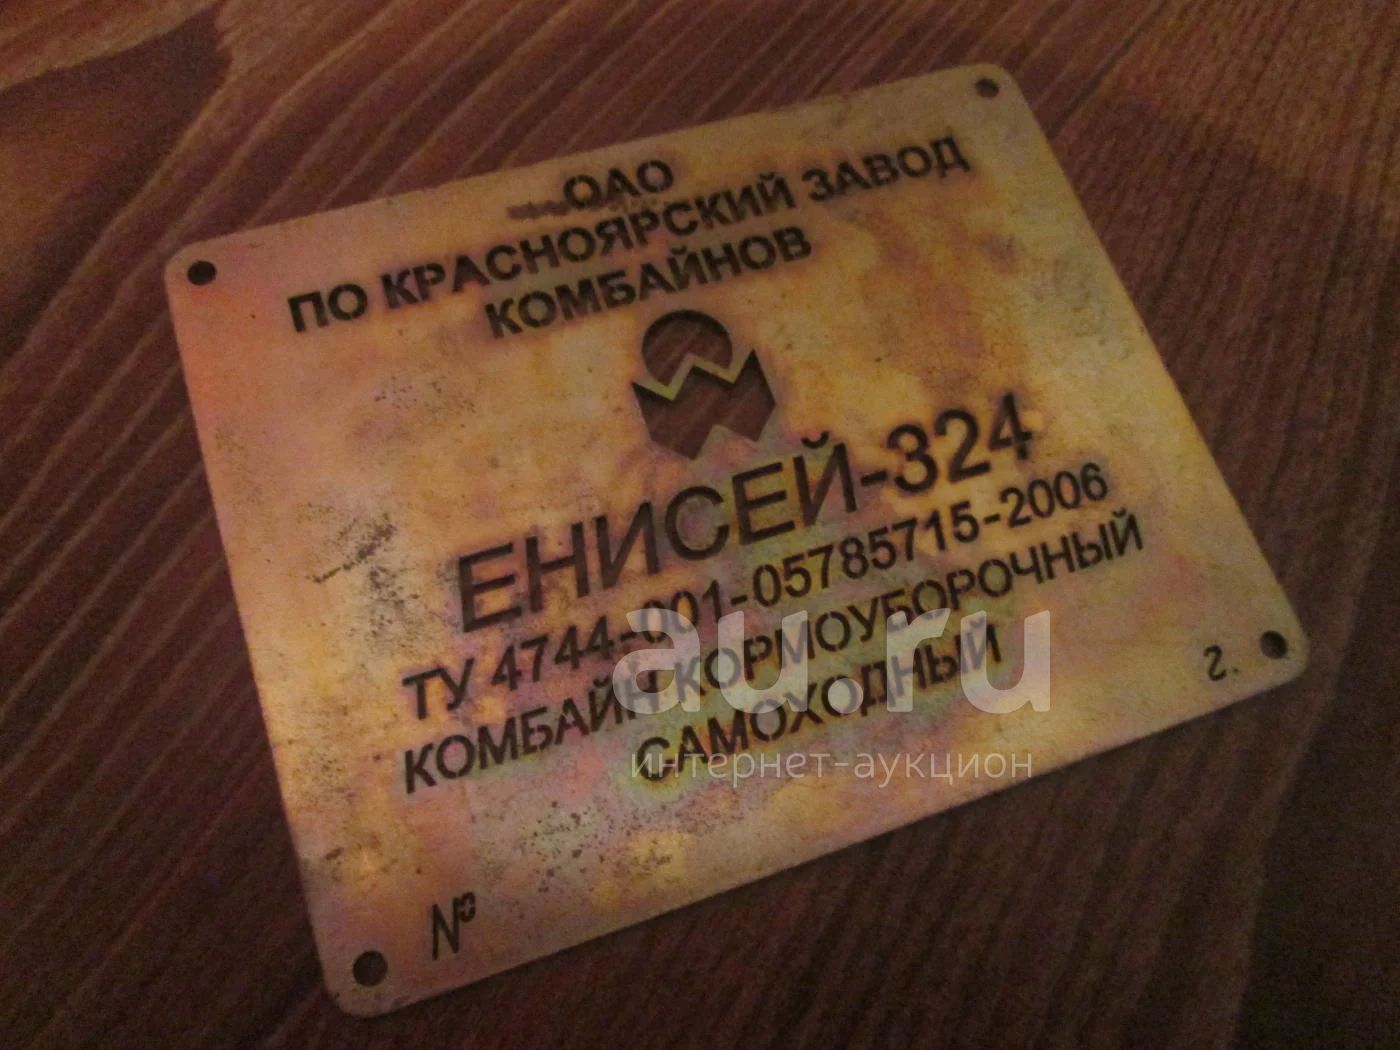 ОАО
ПО КРАСНОЯРСКИЙ ЗАВОД
КОМБАЙНОВ
ЕНИСЕЙ-324
ТУ 4744-001-05785715-2006
КОМБАЙН КОРМОУБОРОЧНЫЙ
САМОХОДНЫЙ
au.ru
интернет-аукцион
г.
№